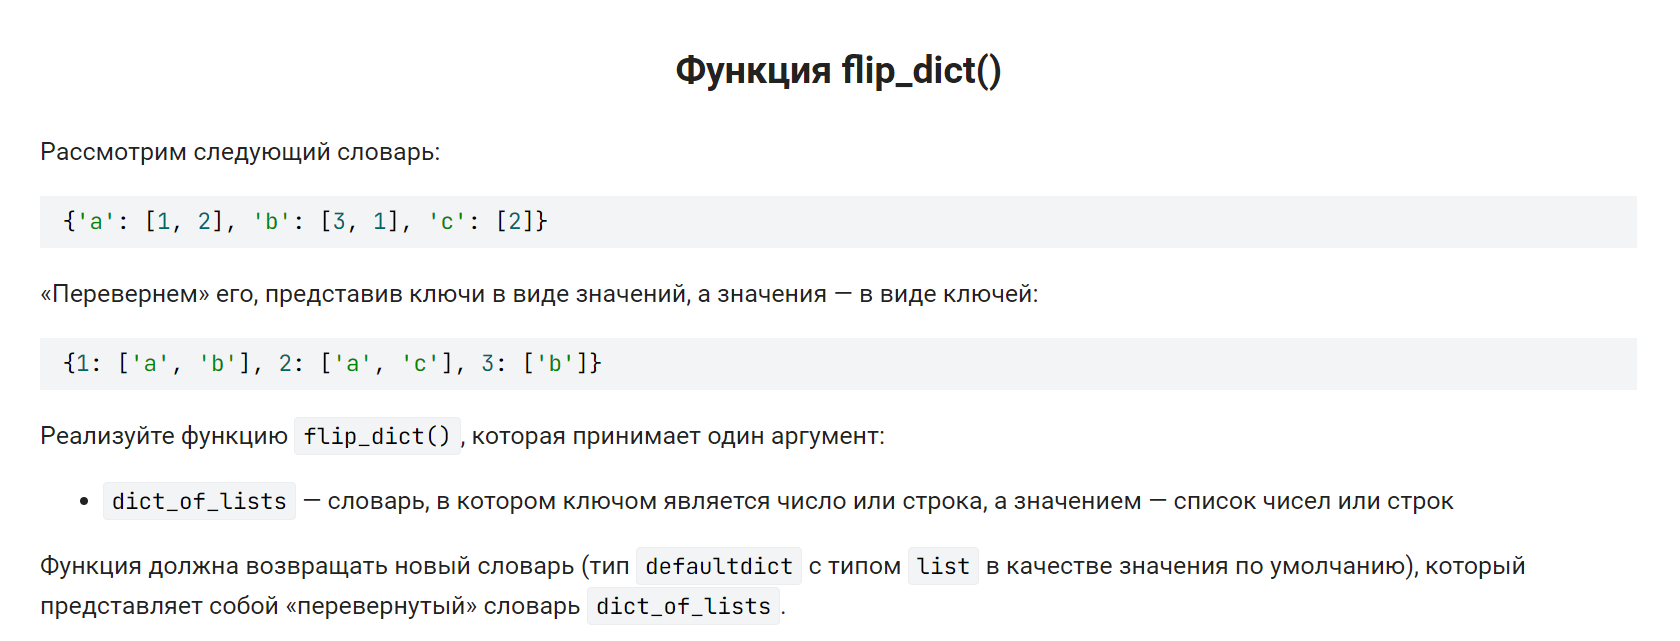 Функция flip_dict()
Рассмотрим следующий словарь:
{'a': [1, 2], 'b': [3, 1], 'c': [2]}
«Перевернем» его, представив ключи в виде значений, а значения — в виде ключей:
{1: ['a', 'b'], 2: ['a', 'c'], 3: ['b']}
Реализуйте функцию flip_dict(), которая принимает один аргумент:
• dict_of_lists — словарь, в котором ключом является число или строка, а значением — список чисел или строк
Функция должна возвращать новый словарь (тип defaultdict с типом list в качестве значения по умолчанию), который
представляет собой «перевернутый» словарь dict_of_lists.